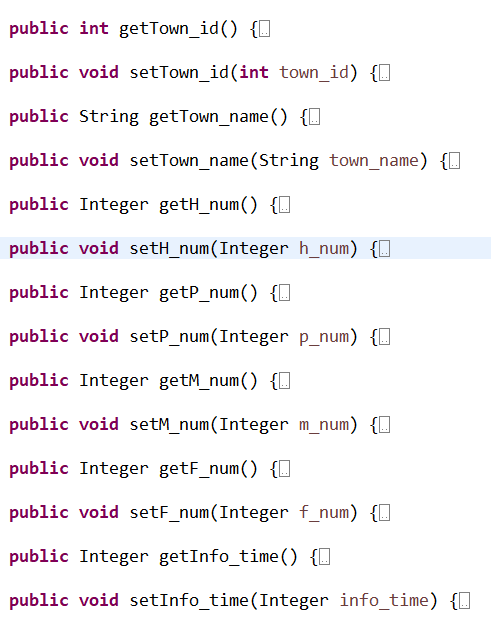 public int getTown_id() {
public void setTown_id(int town_id) {
public String getTown_name() {
public void setTown_name(String town_name) {
public Integer getH_num() {
public void setH_num(Integer h_num) {
public Integer getP_num() {
public void setP_num(Integer p_num) {
public Integer getM_num() {
public void setM_num(Integer m_num) {
public Integer getF_num() {
public void setF_num(Integer f_num) {
public Integer getInfo_time() {
public void setInfo_time(Integer info_time) {